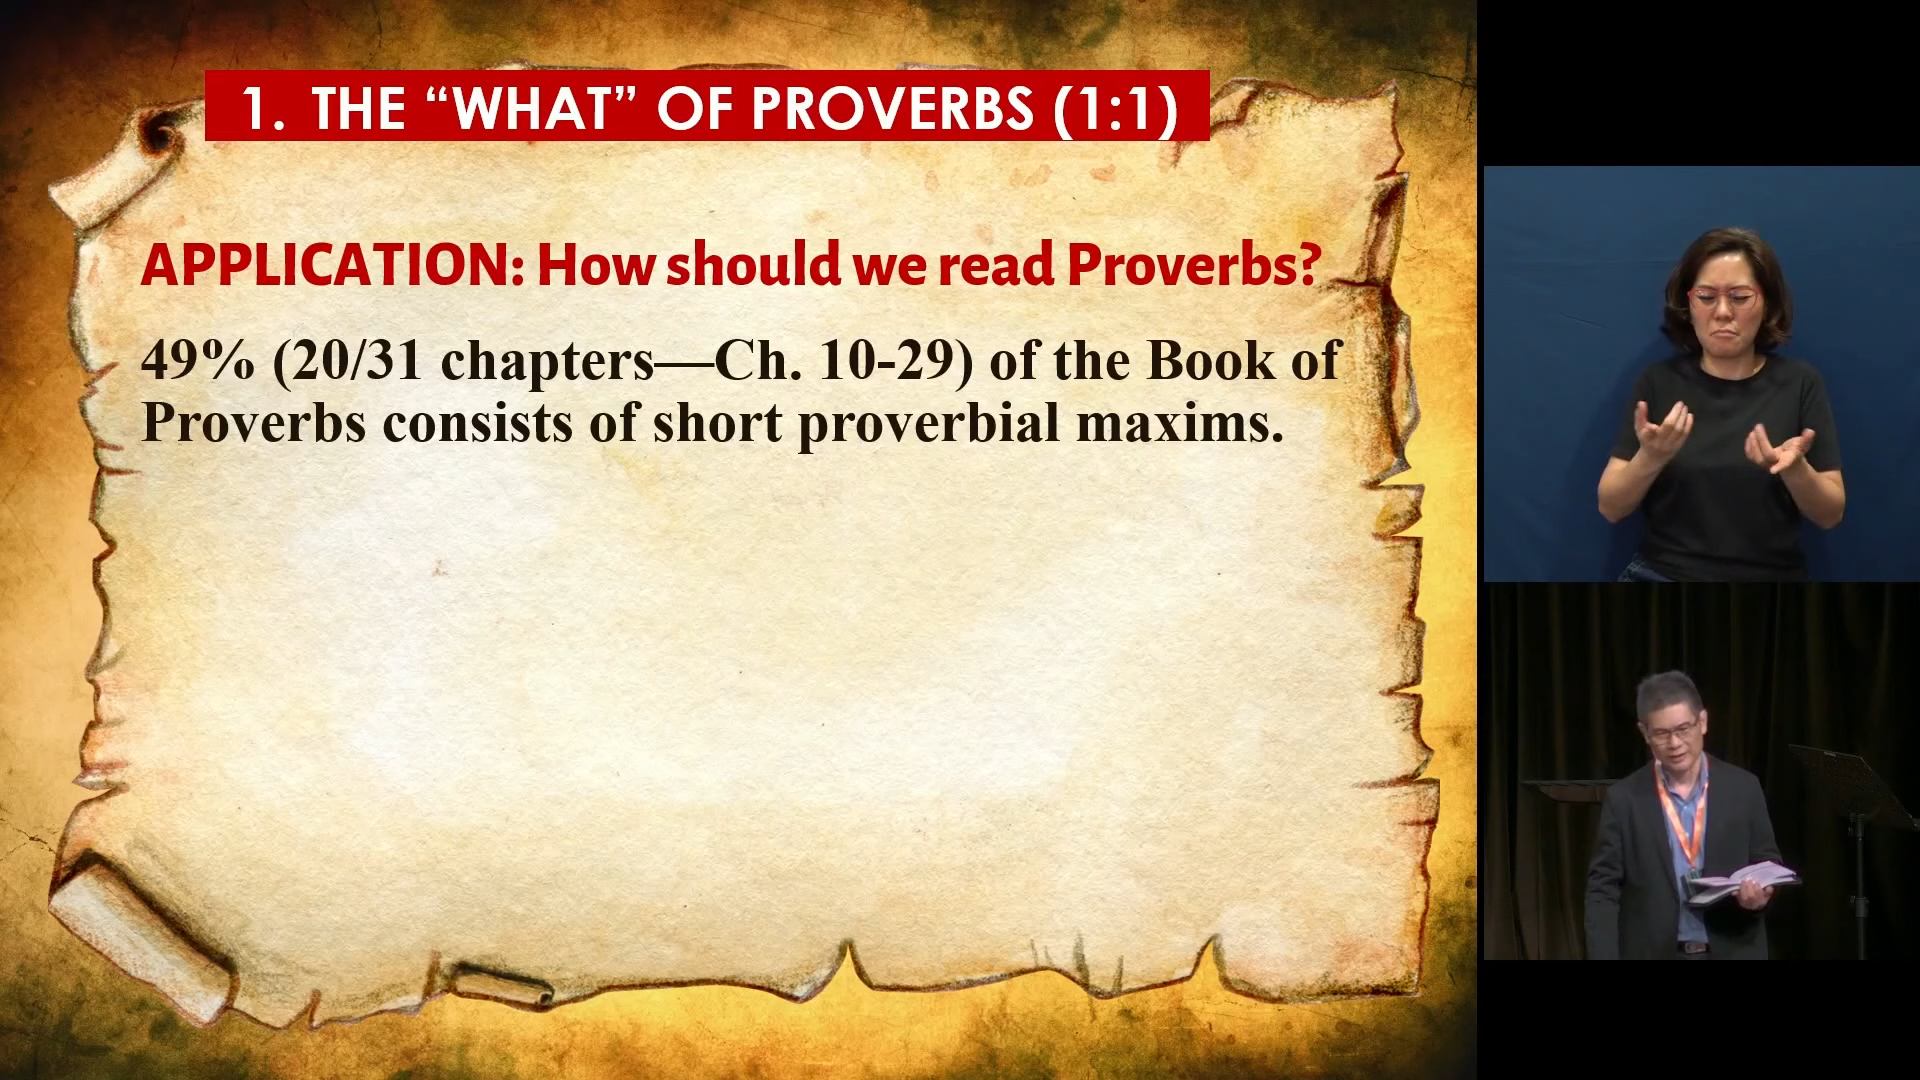 1. THE “WHAT” OF PROVERBS (1:1)
APPLICATION: How should we read Proverbs?
49% (20/31 chapters—Ch. 10-29) of the Book of
Proverbs consists of short proverbial maxims.